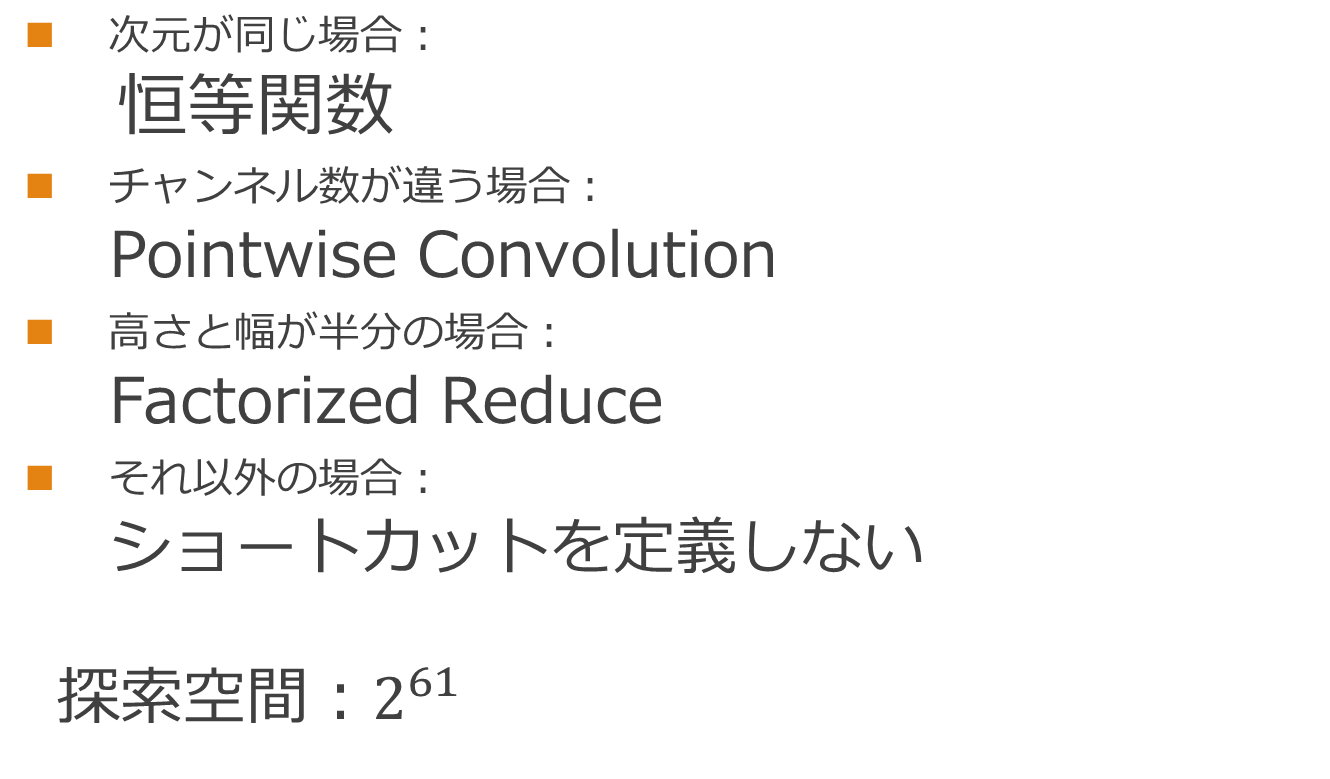 ■ 次元が同じ場合：
恒等関数
■ チャンネル数が違う場合：
Pointwise Convolution
■ 高さと幅が半分の場合：
Factorized Reduce
■ それ以外の場合：
ショートカットを定義しない
探索空間：2^61